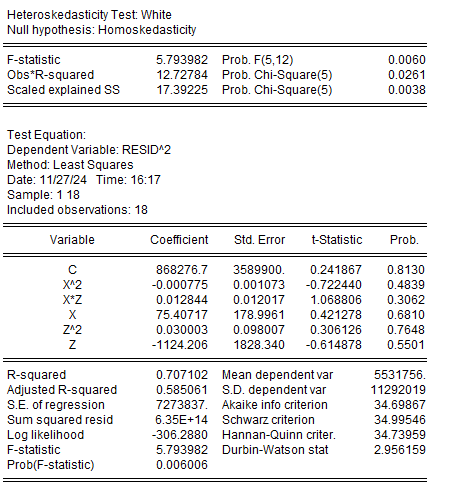 Heteroskedasticity Test: White
Null hypothesis: Homoskedasticity
F-statistic 5.793982 Prob. F(5,12) 0.0060
Obs*R-squared 12.72784 Prob. Chi-Square(5) 0.0261
Scaled explained SS 17.39225 Prob. Chi-Square(5) 0.0038
Test Equation:
Dependent Variable: RESID^2
Method: Least Squares
Date: 11/27/24 Time: 16:17
Sample: 1 18
Included observations: 18
Variable Coefficient Std. Error t-Statistic Prob.
C 868276.7 3589900. 0.241867 0.8130
X^2 -0.000775 0.001073 -0.722440 0.4839
X*Z 0.012844 0.012017 1.068806 0.3062
X 75.40717 178.9961 0.421278 0.6810
Z^2 0.030003 0.098007 0.306126 0.7648
Z -1124.206 1828.340 -0.614878 0.5501
R-squared 0.707102 Mean dependent var 5531756.
Adjusted R-squared 0.585061 S.D. dependent var 11292019
S.E. of regression 7273837. Akaike info criterion 34.69867
Sum squared resid 6.35E+14 Schwarz criterion 34.99546
Log likelihood -306.2880 Hannan-Quinn criter. 34.73959
F-statistic 5.793982 Durbin-Watson stat 2.956159
Prob(F-statistic) 0.006006